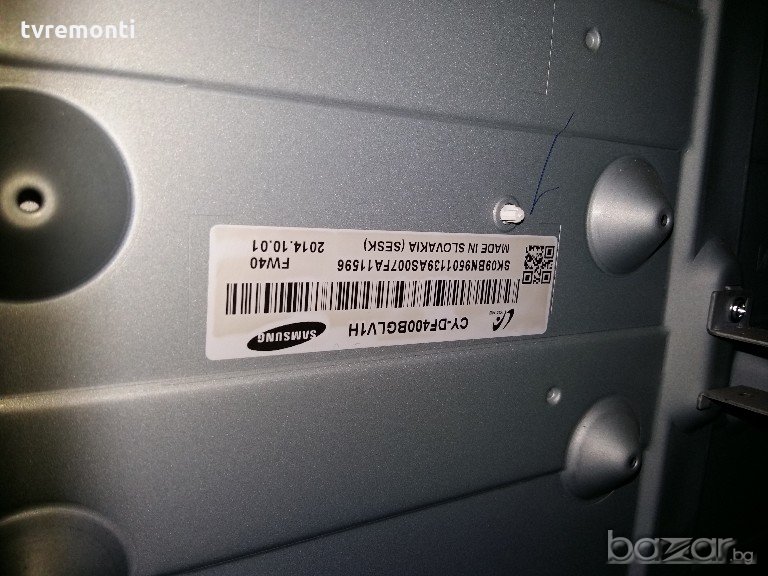 tvremonti
SAMSUNG
CY-DF400BGLV1H
SK09BN9601139AS007FA11596
FW40
MADE IN SLOVAKIA (SESK)
2014.10.01
bazar.bg